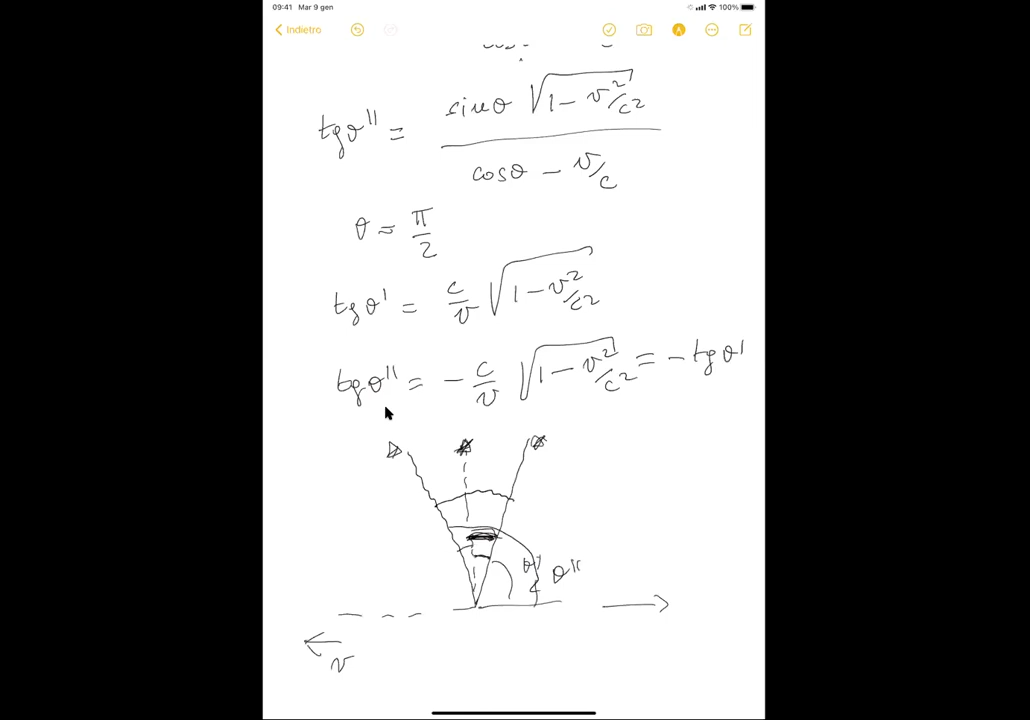 09:41 Mar 9 gen 100%
Indietro
tgθ'' = sinθ √(1 − v²/c²) / (cosθ − v/c)
θ = π/2
tgθ' = c/v √(1 − v²/c²)
tgθ'' = − c/v √(1 − v²/c²) = − tgθ'
θ' θ''
v